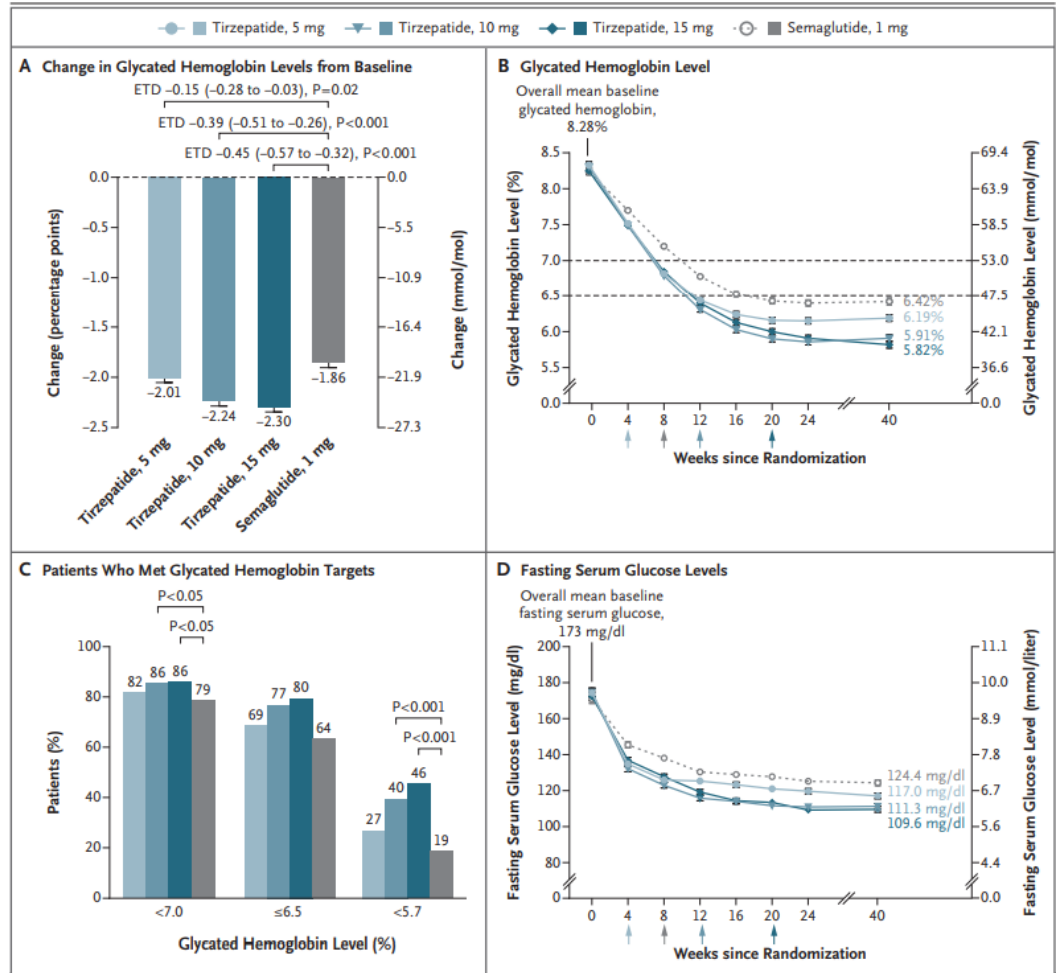 Tirzepatide, 5 mg Tirzepatide, 10 mg Tirzepatide, 15 mg Semaglutide, 1 mg
A Change in Glycated Hemoglobin Levels from Baseline
ETD –0.15 (–0.28 to –0.03), P=0.02
ETD –0.39 (–0.51 to –0.26), P<0.001
ETD –0.45 (–0.57 to –0.32), P<0.001
Change (percentage points)
0.0
–0.5
–1.0
–1.5
–2.0
–2.5
–2.01
–2.24
–2.30
–1.86
0.0
–5.5
–10.9
–16.4
–21.9
–27.3
Change (mmol/mol)
Tirzepatide, 5 mg
Tirzepatide, 10 mg
Tirzepatide, 15 mg
Semaglutide, 1 mg
B Glycated Hemoglobin Level
Overall mean baseline
glycated hemoglobin,
8.28%
Glycated Hemoglobin Level (%)
8.5
8.0
7.5
7.0
6.5
6.0
5.5
0.0
6.42%
6.19%
5.91%
5.82%
69.4
63.9
58.5
53.0
47.5
42.1
36.6
0.0
Glycated Hemoglobin Level (mmol/mol)
0 4 8 12 16 20 24 40
Weeks since Randomization
C Patients Who Met Glycated Hemoglobin Targets
P<0.05
P<0.05
P<0.001
P<0.001
Patients (%)
100
80
60
40
20
0
82 86 86 79
69 77 80 64
27 40 46 19
<7.0 ≤6.5 <5.7
Glycated Hemoglobin Level (%)
D Fasting Serum Glucose Levels
Overall mean baseline
fasting serum glucose,
173 mg/dl
Fasting Serum Glucose Level (mg/dl)
200
180
160
140
120
100
80
0
124.4 mg/dl
117.0 mg/dl
111.3 mg/dl
109.6 mg/dl
11.1
10.0
8.9
7.8
6.7
5.6
4.4
0.0
Fasting Serum Glucose Level (mmol/liter)
0 4 8 12 16 20 24 40
Weeks since Randomization